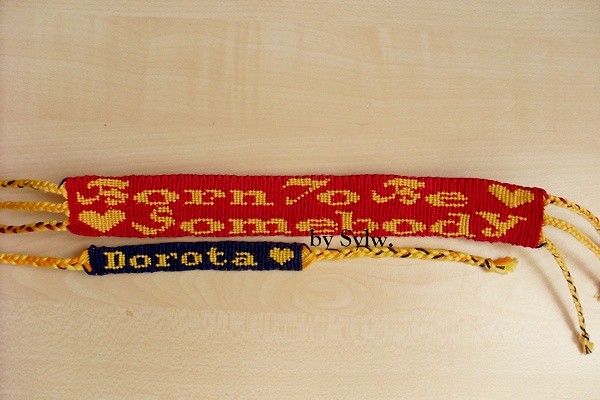 Born To Be
Somebody
by Sylw.
Dorota